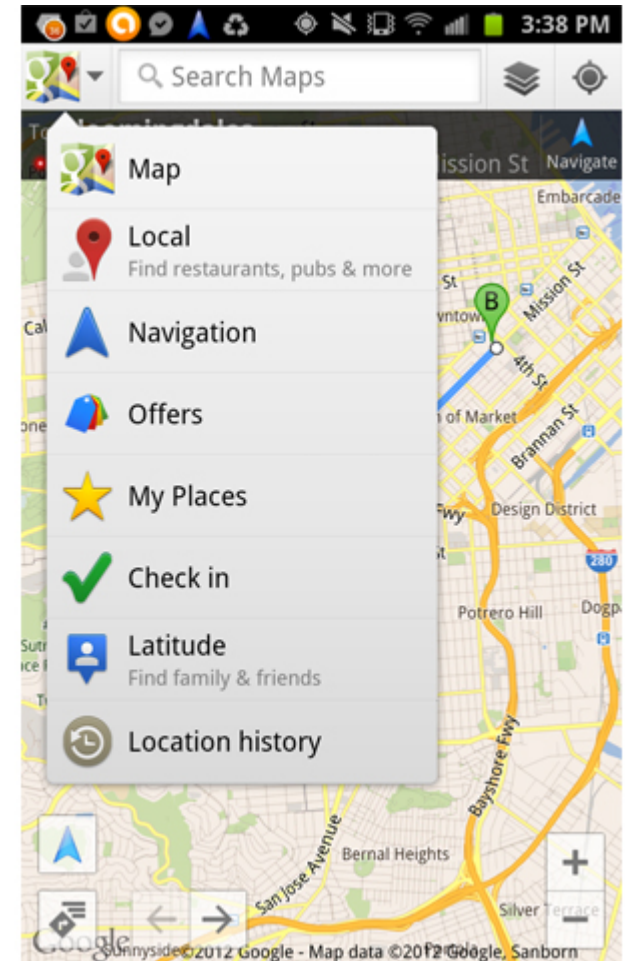 3:38 PM
Search Maps
Mission St
Navigate
Map
Embarcade
Local
Find restaurants, pubs & more
St
Mission St
B
Cal
Navigation
4th St
Offers
of Market
Brannan St
My Places
Fwy
Design District
280
Check in
Potrero Hill
Dogp
Latitude
Find family & friends
Location history
Bayshore Fwy
San Jose Avenue
Bernal Heights
+
Silver Terrace
−
Google
©2012 Google - Map data ©2012 Google, Sanborn